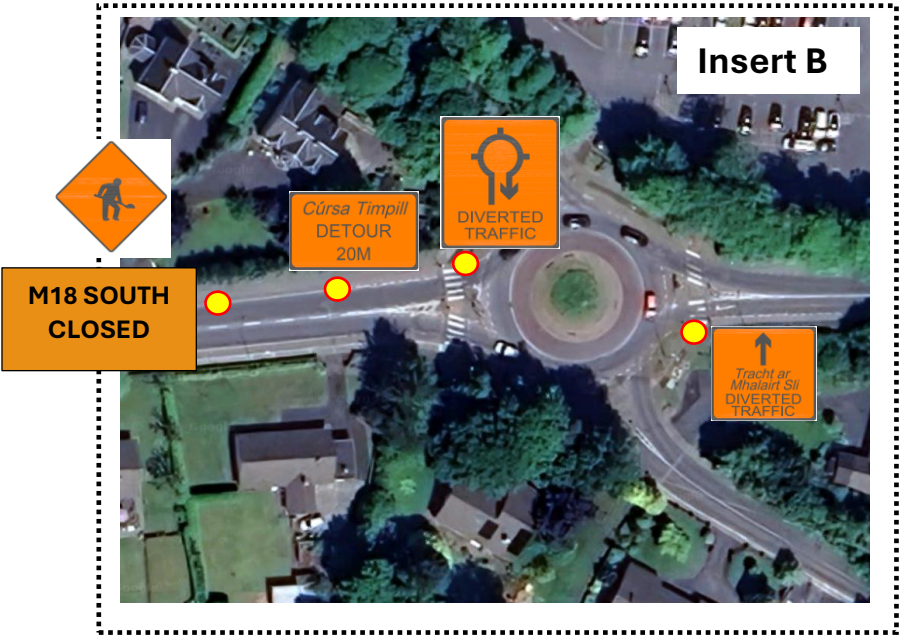 Insert B
DIVERTED
TRAFFIC
Cúrsa Timpill
DETOUR
20M
M18 SOUTH
CLOSED
Tracht ar
Mhalairt Slí
DIVERTED
TRAFFIC